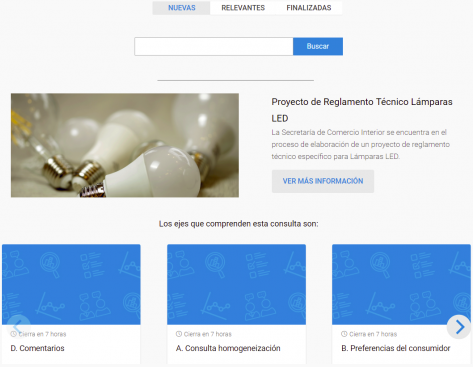 NUEVAS RELEVANTES FINALIZADAS
Buscar
Proyecto de Reglamento Técnico Lámparas
LED
La Secretaría de Comercio Interior se encuentra en el
proceso de elaboración de un proyecto de reglamento
técnico específico para Lámparas LED.
VER MÁS INFORMACIÓN
Los ejes que comprenden esta consulta son:
Cierra en 7 horas
D. Comentarios
Cierra en 7 horas
A. Consulta homogeneización
Cierra en 7 horas
B. Preferencias del consumidor